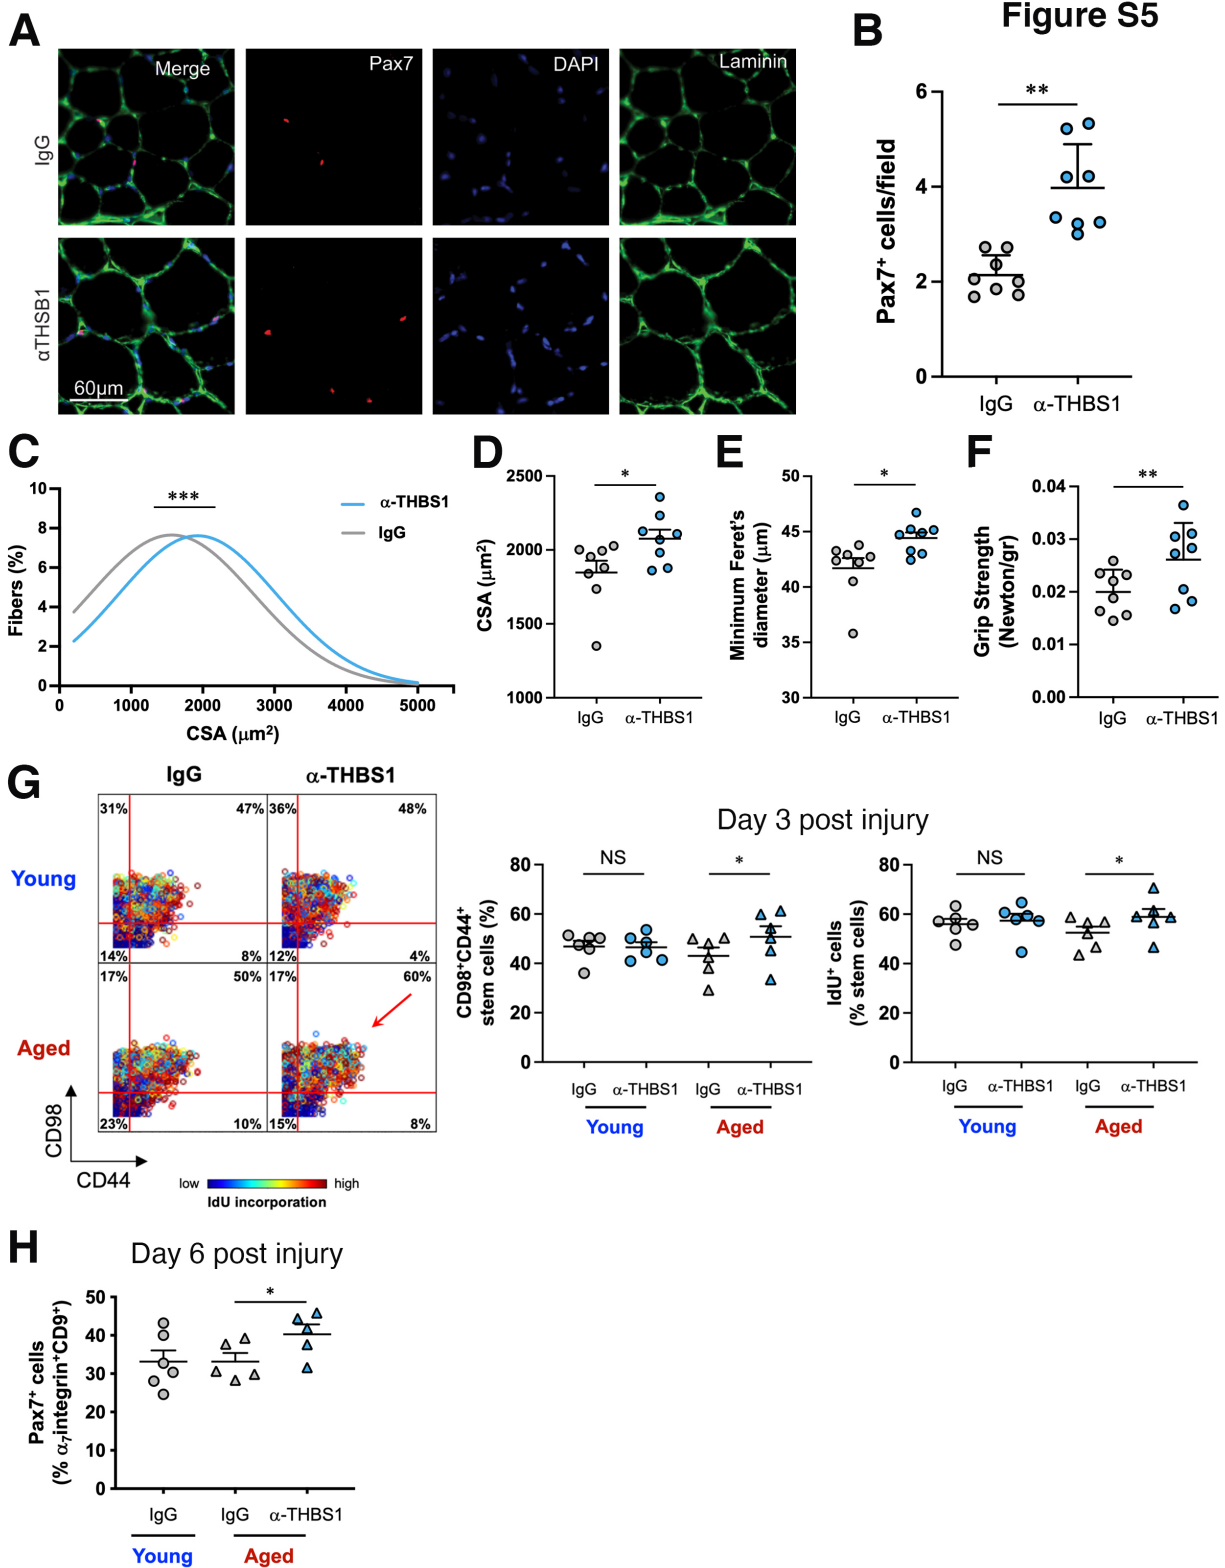 Figure S5
A
Merge
Pax7
DAPI
Laminin
IgG
αTHSB1
60μm
B
**
Pax7+ cells/field
6
4
2
0
IgG
α-THBS1
C
***
α-THBS1
IgG
Fibers (%)
10
8
6
4
2
0
0 1000 2000 3000 4000 5000
CSA (μm²)
D
*
CSA (μm²)
2500
2000
1500
1000
IgG α-THBS1
E
*
Minimum Feret's
diameter (μm)
50
45
40
35
30
IgG α-THBS1
F
**
Grip Strength
(Newton/gr)
0.04
0.03
0.02
0.01
0.00
IgG α-THBS1
G
IgG
α-THBS1
Young
31% 47% 36% 48%
14% 8% 12% 4%
Aged
17% 50% 17% 60%
23% 10% 15% 8%
CD98
CD44
low high
IdU incorporation
Day 3 post injury
NS
*
CD98+CD44+
stem cells (%)
80
60
40
20
0
IgG α-THBS1 IgG α-THBS1
Young Aged
NS
*
IdU+ cells
(% stem cells)
80
60
40
20
0
IgG α-THBS1 IgG α-THBS1
Young Aged
H
Day 6 post injury
*
Pax7+ cells
(% α7integrin+CD9+)
50
40
30
20
10
0
IgG IgG α-THBS1
Young Aged